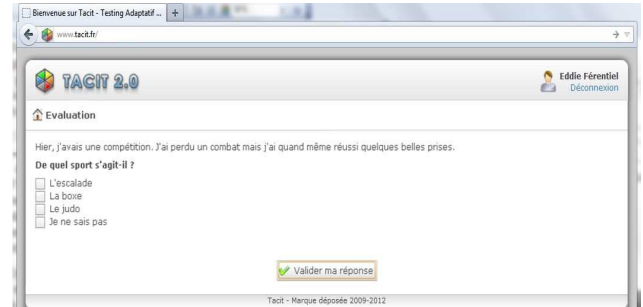 Bienvenue sur Tacit - Testing Adaptatif ...
www.tacit.fr/
TACIT 2.0
Eddie Férentiel
Déconnexion
Evaluation
Hier, j'avais une compétition. J'ai perdu un combat mais j'ai quand même réussi quelques belles prises.
De quel sport s'agit-il ?
L'escalade
La boxe
Le judo
Je ne sais pas
Valider ma réponse
Tacit - Marque déposée 2009-2012